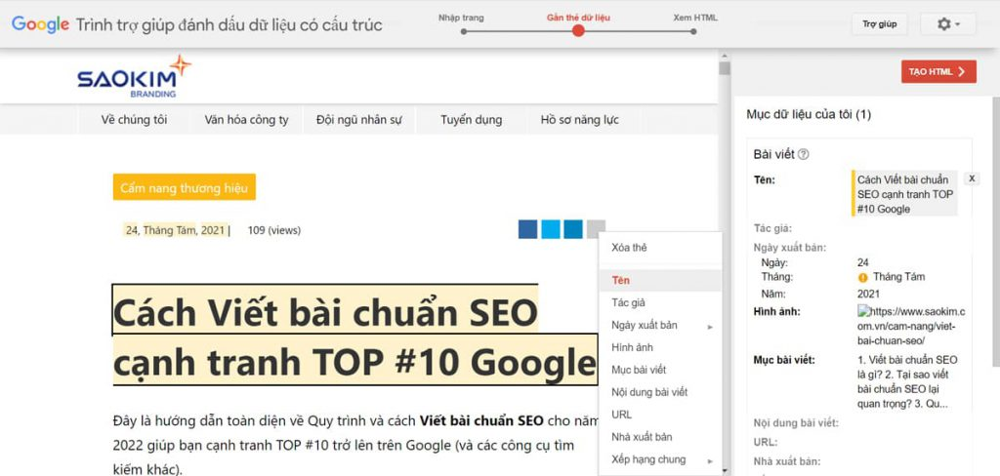 Google Trình trợ giúp đánh dấu dữ liệu có cấu trúc
Nhập trang
Gắn thẻ dữ liệu
Xem HTML
Trợ giúp
SAOKIM
BRANDING
Về chúng tôi
Văn hóa công ty
Đội ngũ nhân sự
Tuyển dụng
Hồ sơ năng lực
Cẩm nang thương hiệu
24, Tháng Tám, 2021 |
109 (views)
Cách Viết bài chuẩn SEO
cạnh tranh TOP #10 Google
Đây là hướng dẫn toàn diện về Quy trình và cách Viết bài chuẩn SEO cho năm
2022 giúp bạn cạnh tranh TOP #10 trở lên trên Google (và các công cụ tìm
kiếm khác).
Xóa thẻ
Tên
Tác giả
Ngày xuất bản
Hình ảnh
Mục bài viết
Nội dung bài viết
URL
Nhà xuất bản
Xếp hạng chung
TẠO HTML
Mục dữ liệu của tôi (1)
Bài viết ?
Tên:
Cách Viết bài chuẩn
SEO cạnh tranh TOP
#10 Google
X
Tác giả:
Ngày xuất bản:
Ngày: 24
Tháng: Tháng Tám
Năm: 2021
Hình ảnh:
https://www.saokim.c
om.vn/cam-nang/viet-
bai-chuan-seo/
Mục bài viết:
1. Viết bài chuẩn SEO
là gì? 2. Tại sao viết
bài chuẩn SEO lại
quan trọng? 3. Qu...
Nội dung bài viết:
URL:
Nhà xuất bản: